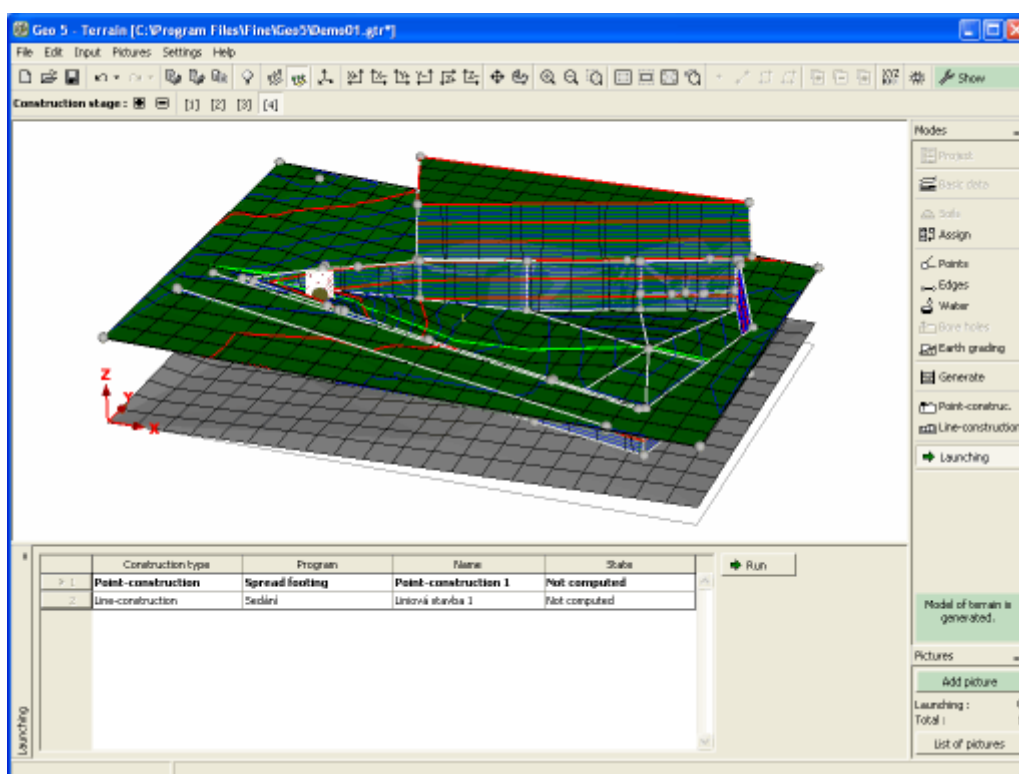 Geo 5 - Terrain [C:\Program Files\Fine\Geo5\Demo01.gtr*]
File Edit Input Pictures Settings Help
Show
Construction stage : [1] [2] [3] [4]
Z
Y
X
Modes
Project
Basic data
Soils
Assign
Points
Edges
Water
Bore holes
Earth grading
Generate
Point-construc.
Line-construction
Launching
Construction type Program Name State
> 1 Point-construction Spread footing Point-construction 1 Not computed
2 Line-construction Sedání Liniová stavba 1 Not computed
Run
Launching
Model of terrain is
generated.
Pictures
Add picture
Launching :
Total :
List of pictures